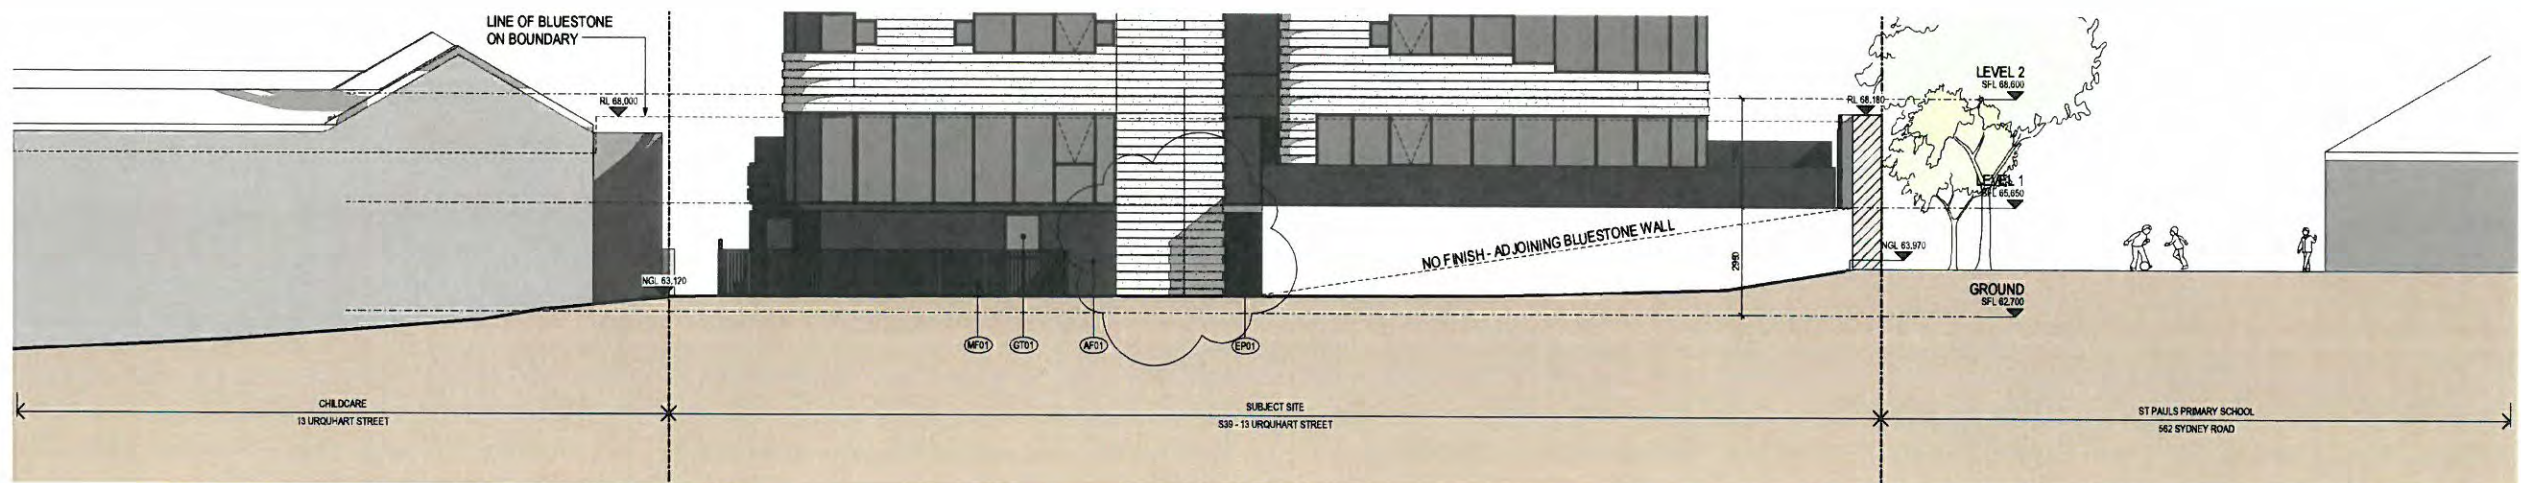 LINE OF BLUESTONE
ON BOUNDARY
RL 68,000
LEVEL 2
SFL 68,600
RL 68,180
LEVEL 1
SFL 65,650
NO FINISH - ADJOINING BLUESTONE WALL
NGL 63,970
NGL 63,120
GROUND
SFL 62,700
MF01
GT01
AF01
EP01
CHILDCARE
13 URQUHART STREET
SUBJECT SITE
S39 - 13 URQUHART STREET
ST PAULS PRIMARY SCHOOL
562 SYDNEY ROAD